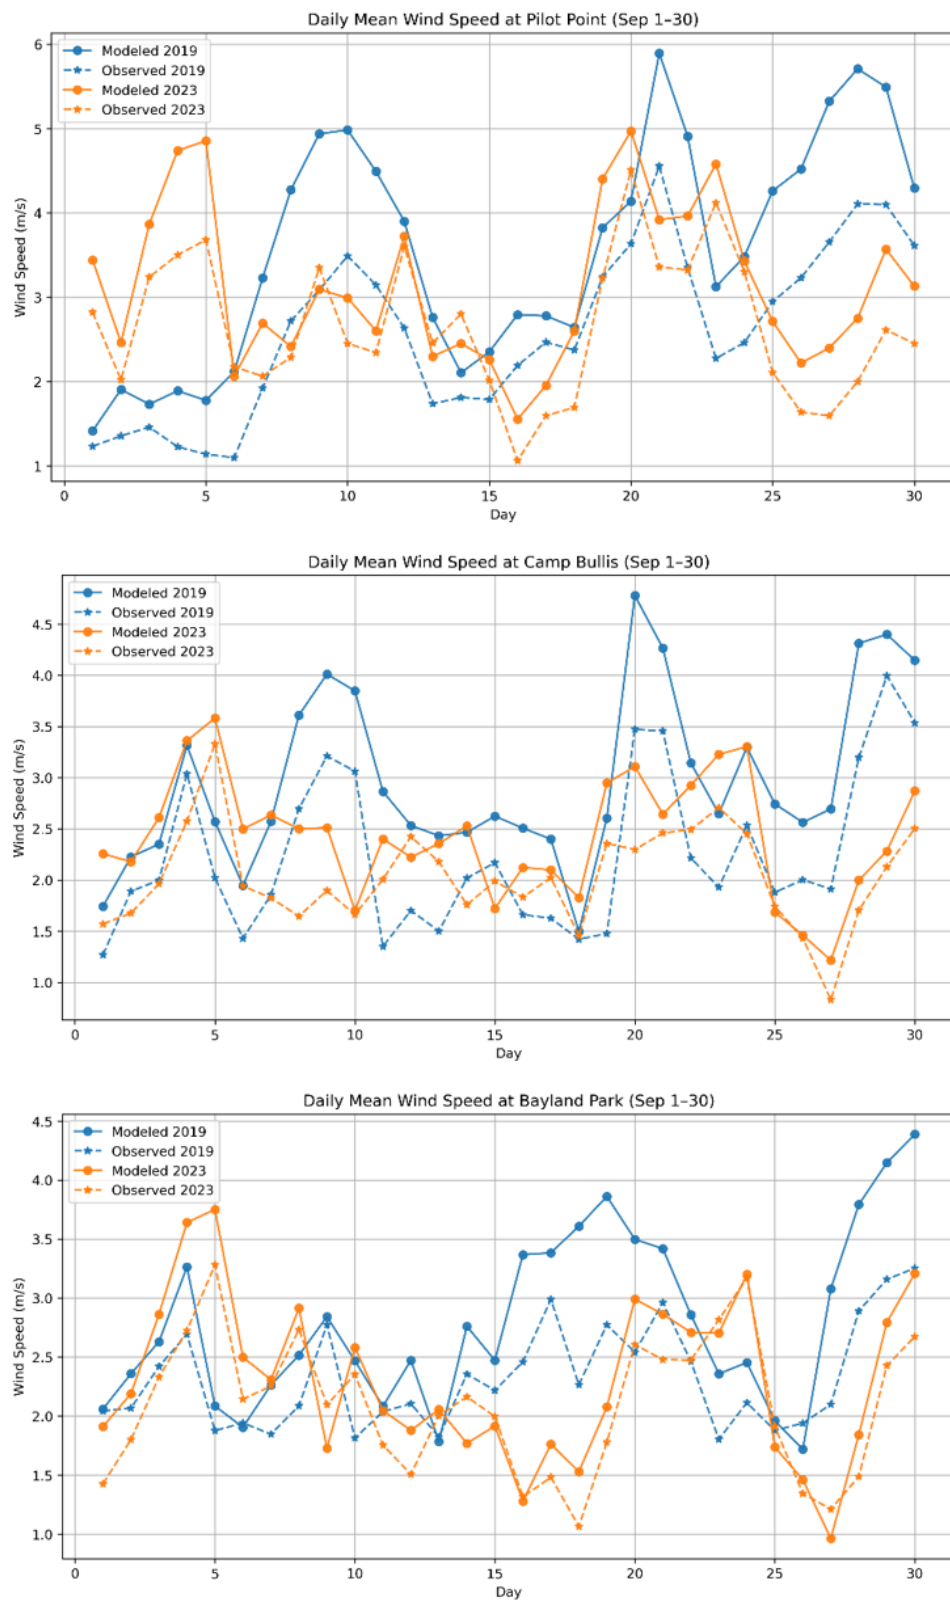 Daily Mean Wind Speed at Pilot Point (Sep 1–30)
Modeled 2019
Observed 2019
Modeled 2023
Observed 2023
Wind Speed (m/s)
6
5
4
3
2
1
0 5 10 15 20 25 30
Day
Daily Mean Wind Speed at Camp Bullis (Sep 1–30)
Modeled 2019
Observed 2019
Modeled 2023
Observed 2023
Wind Speed (m/s)
4.5
4.0
3.5
3.0
2.5
2.0
1.5
1.0
0 5 10 15 20 25 30
Day
Daily Mean Wind Speed at Bayland Park (Sep 1–30)
Modeled 2019
Observed 2019
Modeled 2023
Observed 2023
Wind Speed (m/s)
4.5
4.0
3.5
3.0
2.5
2.0
1.5
1.0
0 5 10 15 20 25 30
Day